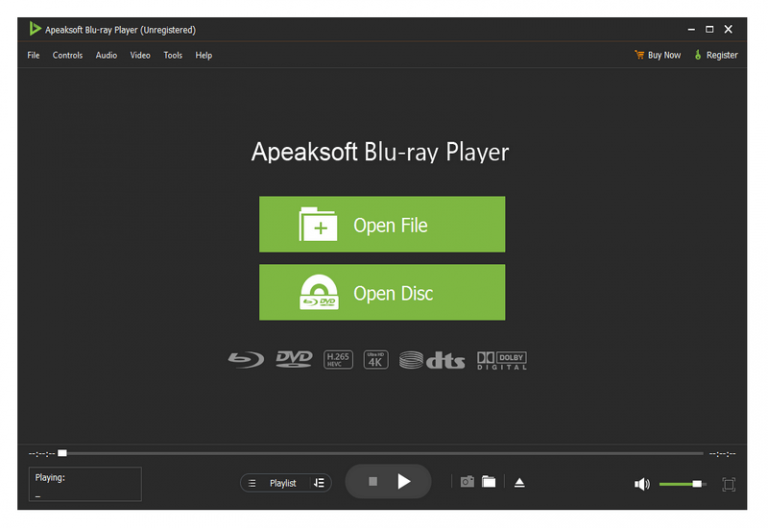 Apeaksoft Blu-ray Player (Unregistered)
File Controls Audio Video Tools Help Buy Now Register
Apeaksoft Blu-ray Player
Open File
Open Disc
DVD H.265 HEVC Ultra HD 4K dts DOLBY DIGITAL
--:--:-- --:--:--
Playing:
Playlist
--